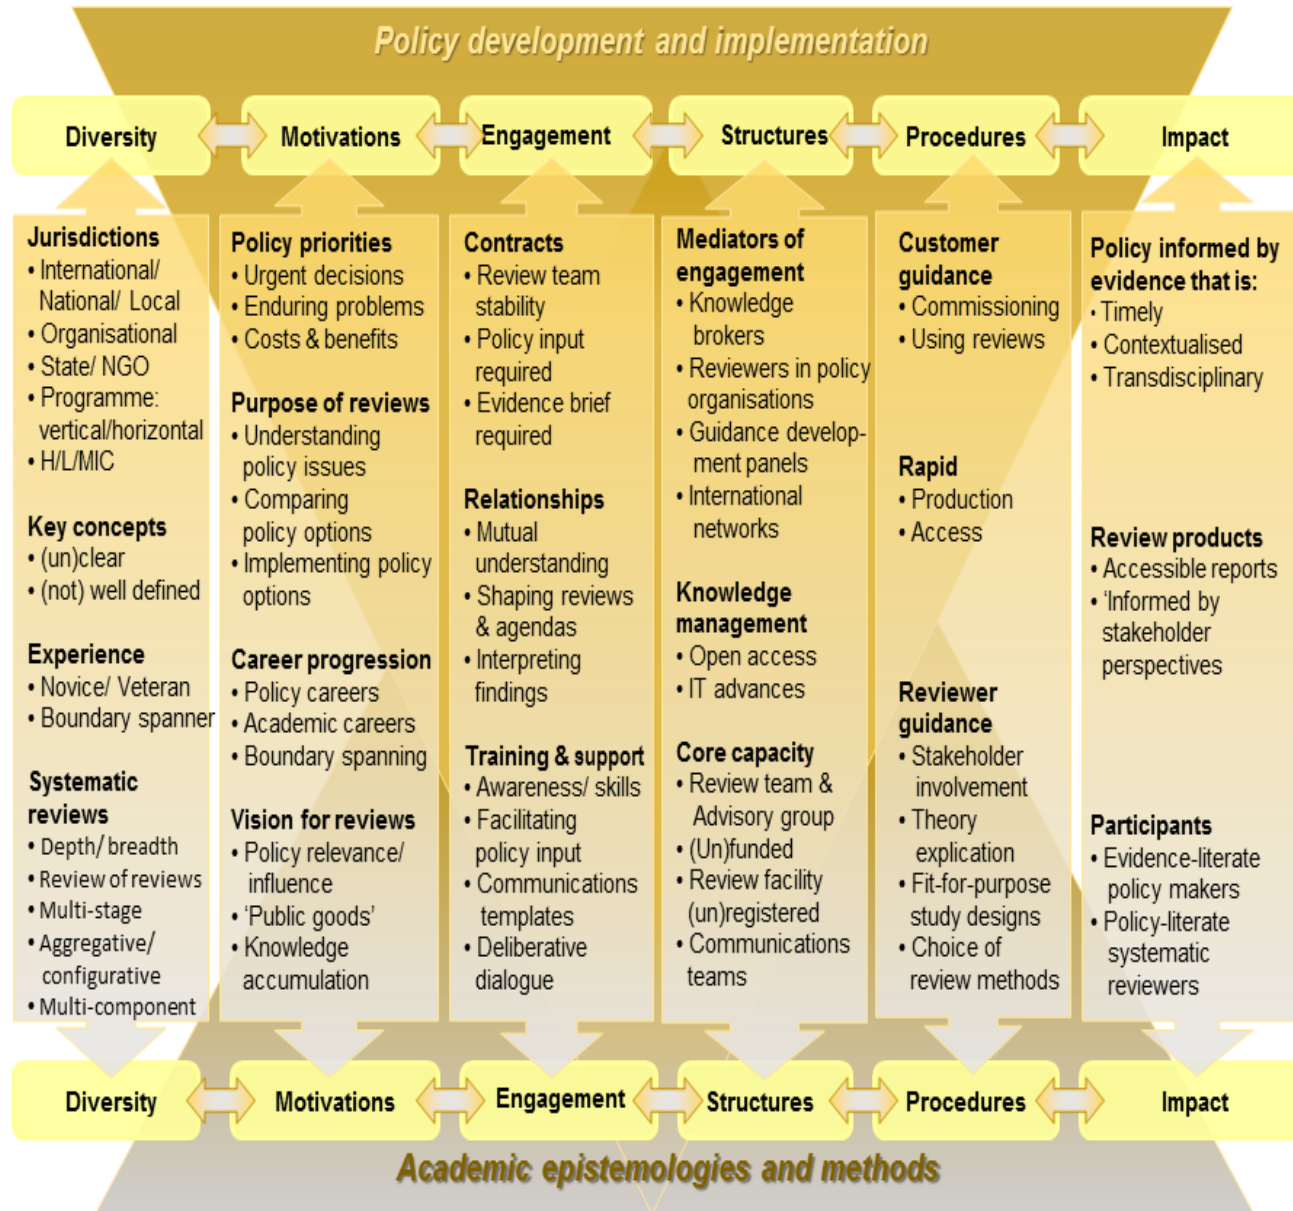 Policy development and implementation
Diversity
Motivations
Engagement
Structures
Procedures
Impact
Jurisdictions
• International/
National/ Local
• Organisational
• State/ NGO
• Programme:
vertical/horizontal
• H/L/MIC
Key concepts
• (un)clear
• (not) well defined
Experience
• Novice/ Veteran
• Boundary spanner
Systematic
reviews
• Depth/ breadth
• Review of reviews
• Multi-stage
• Aggregative/
configurative
• Multi-component
Policy priorities
• Urgent decisions
• Enduring problems
• Costs & benefits
Purpose of reviews
• Understanding
policy issues
• Comparing
policy options
• Implementing policy
options
Career progression
• Policy careers
• Academic careers
• Boundary spanning
Vision for reviews
• Policy relevance/
influence
• ‘Public goods’
• Knowledge
accumulation
Contracts
• Review team
stability
• Policy input
required
• Evidence brief
required
Relationships
• Mutual
understanding
• Shaping reviews
& agendas
• Interpreting
findings
Training & support
• Awareness/ skills
• Facilitating
policy input
• Communications
templates
• Deliberative
dialogue
Mediators of
engagement
• Knowledge
brokers
• Reviewers in policy
organisations
• Guidance develop-
ment panels
• International
networks
Knowledge
management
• Open access
• IT advances
Core capacity
• Review team &
Advisory group
• (Un)funded
• Review facility
(un)registered
• Communications
teams
Customer
guidance
• Commissioning
• Using reviews
Rapid
• Production
• Access
Reviewer
guidance
• Stakeholder
involvement
• Theory
explication
• Fit-for-purpose
study designs
• Choice of
review methods
Policy informed by
evidence that is:
• Timely
• Contextualised
• Transdisciplinary
Review products
• Accessible reports
• ‘Informed by
stakeholder
perspectives
Participants
• Evidence-literate
policy makers
• Policy-literate
systematic
reviewers
Diversity
Motivations
Engagement
Structures
Procedures
Impact
Academic epistemologies and methods